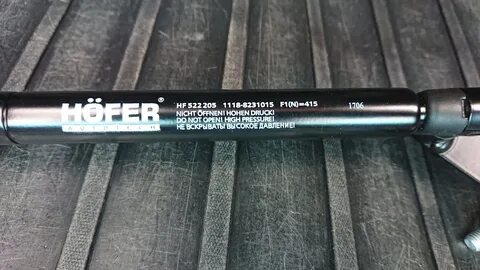 HÖFER ®
AUTOTECH
HF 522 205 1118-8231015 F1(N)=415 1706
NICHT ÖFFNEN! HOHEN DRUCK!
DO NOT OPEN! HIGH PRESSURE!
НЕ ВСКРЫВАТЬ! ВЫСОКОЕ ДАВЛЕНИЕ!